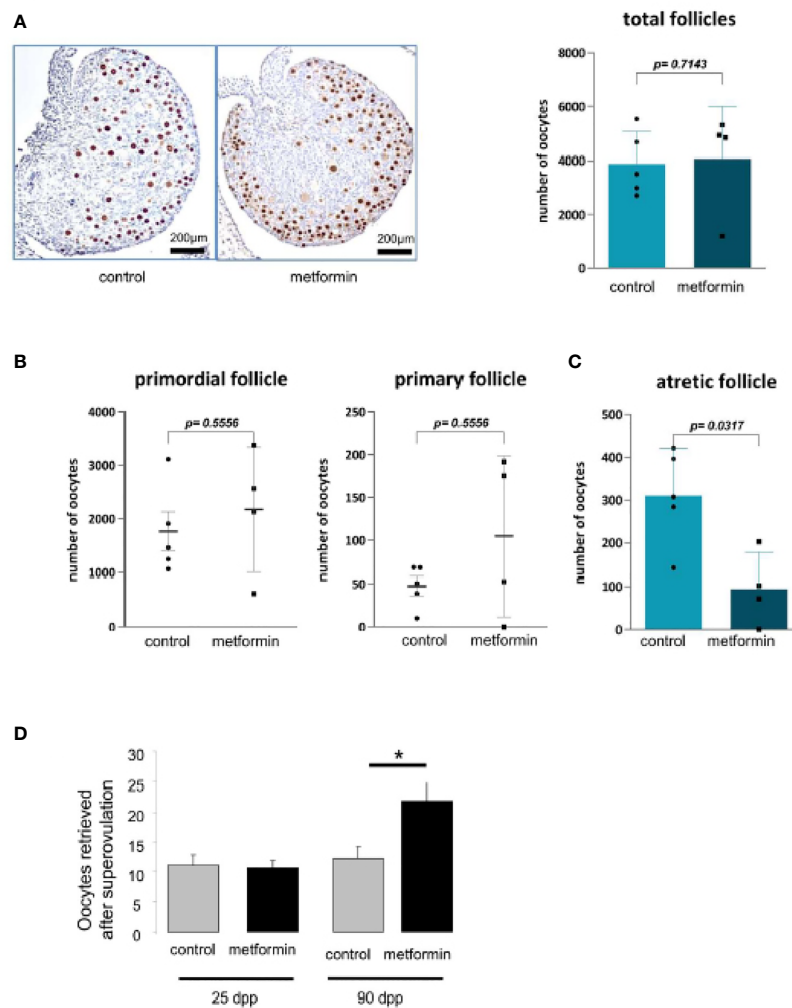 A
200μm
200μm
control
metformin
total follicles
number of oocytes
8000
6000
4000
2000
0
p= 0.7143
control
metformin
B
primordial follicle
number of oocytes
4000
3000
2000
1000
0
p= 0.5556
control
metformin
primary follicle
number of oocytes
250
200
150
100
50
0
p= 0.5556
control
metformin
C
atretic follicle
number of oocytes
500
400
300
200
100
0
p= 0.0317
control
metformin
D
Oocytes retrieved
after superovulation
30
25
20
15
10
5
0
*
control
metformin
control
metformin
25 dpp
90 dpp